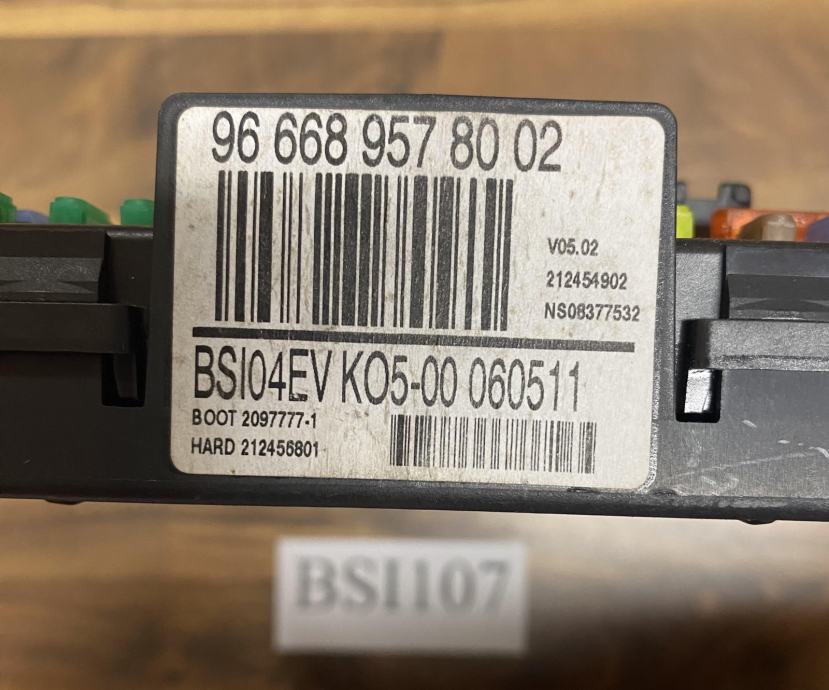 96 668 957 80 02
V05.02
212454902
NS08377532
BSI04EV KO5-00 060511
BOOT 2097777-1
HARD 212456801
BSI107